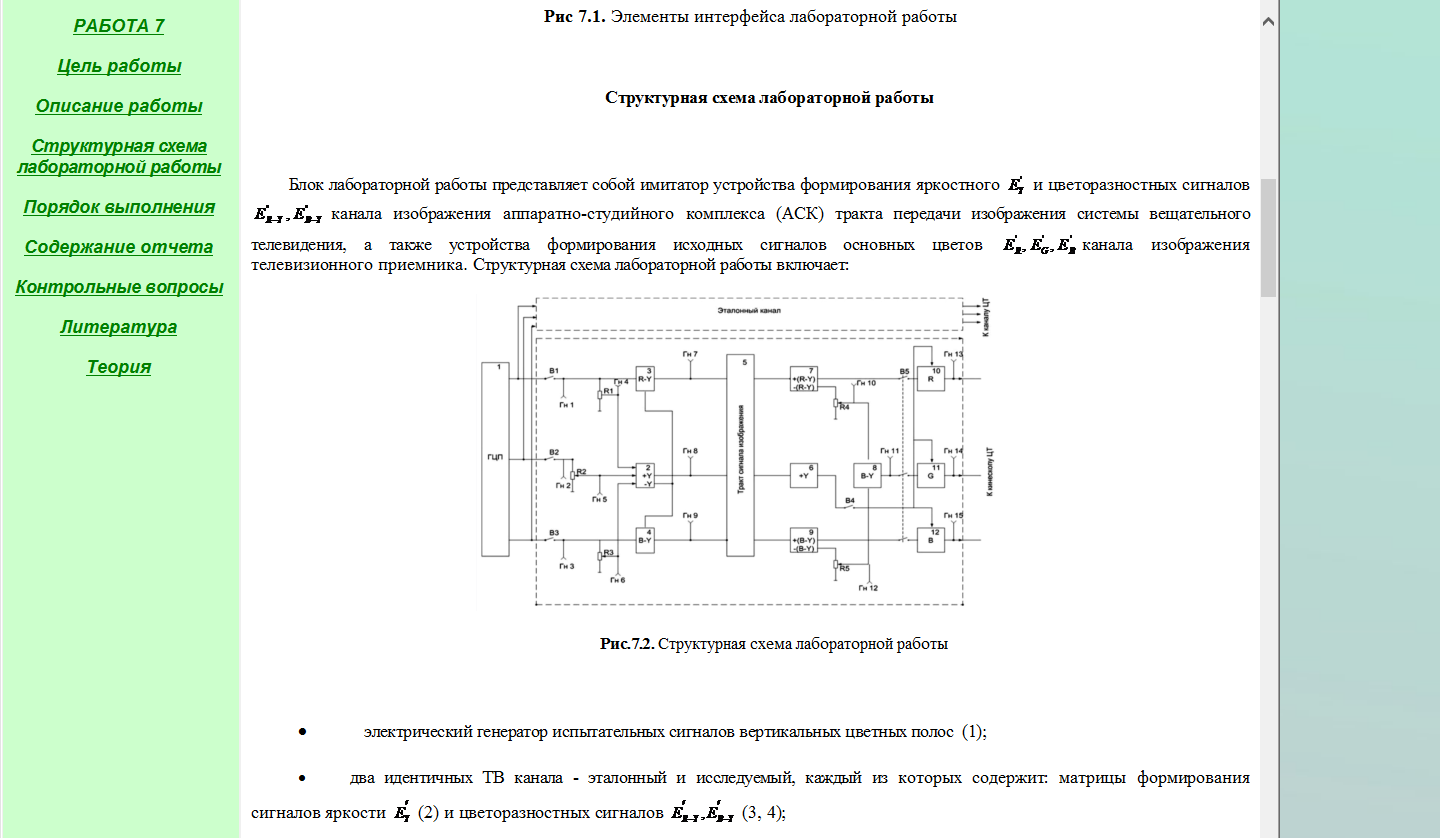 РАБОТА 7
Цель работы
Описание работы
Структурная схема
лабораторной работы
Порядок выполнения
Содержание отчета
Контрольные вопросы
Литература
Теория
Рис 7.1. Элементы интерфейса лабораторной работы
Структурная схема лабораторной работы
Блок лабораторной работы представляет собой имитатор устройства формирования яркостного E'Y и цветоразностных сигналов
E'R-Y, E'B-Y канала изображения аппаратно-студийного комплекса (АСК) тракта передачи изображения системы вещательного
телевидения, а также устройства формирования исходных сигналов основных цветов E'R, E'G, E'B канала изображения
телевизионного приемника. Структурная схема лабораторной работы включает:
Эталонный канал
К каналу ЦТ
1
ГЦП
В1
Гн 1
R1
Гн 4
3
R-Y
Гн 7
5
Тракт сигнала изображения
7
+(R-Y)
-(R-Y)
R4
Гн 10
В5
10
R
Гн 13
В2
Гн 2
R2
Гн 5
2
+Y
-Y
Гн 8
6
+Y
8
B-Y
Гн 11
11
G
Гн 14
К кинескопу ЦТ
В4
В3
Гн 3
R3
Гн 6
4
B-Y
Гн 9
9
+(B-Y)
-(B-Y)
R5
Гн 12
12
B
Гн 15
Рис.7.2. Структурная схема лабораторной работы
• электрический генератор испытательных сигналов вертикальных цветных полос (1);
• два идентичных ТВ канала - эталонный и исследуемый, каждый из которых содержит: матрицы формирования
сигналов яркости E'Y (2) и цветоразностных сигналов E'R-Y, E'B-Y (3, 4);